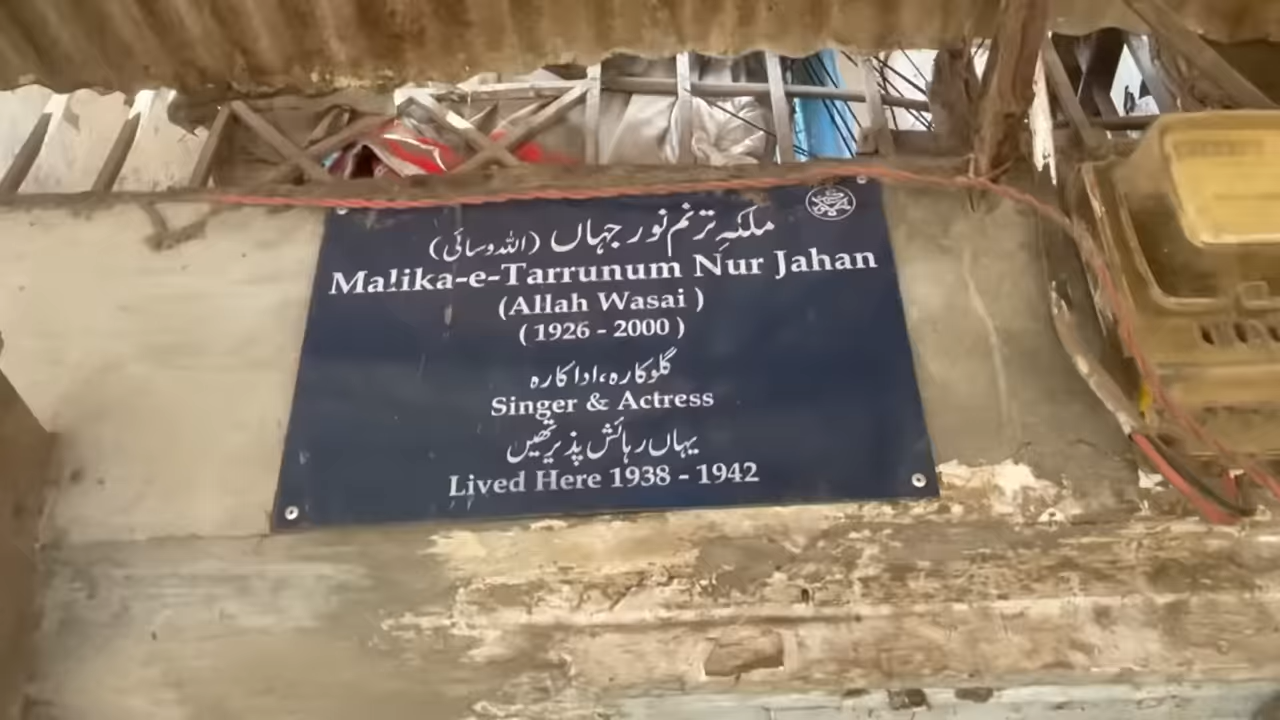 ملکہِ ترنم نور جہاں (اللہ وسائی)
Malika-e-Tarrunum Nur Jahan
(Allah Wasai )
( 1926 - 2000 )
گلوکارہ، اداکارہ
Singer & Actress
یہاں رہائش پذیر تھیں
Lived Here 1938 - 1942